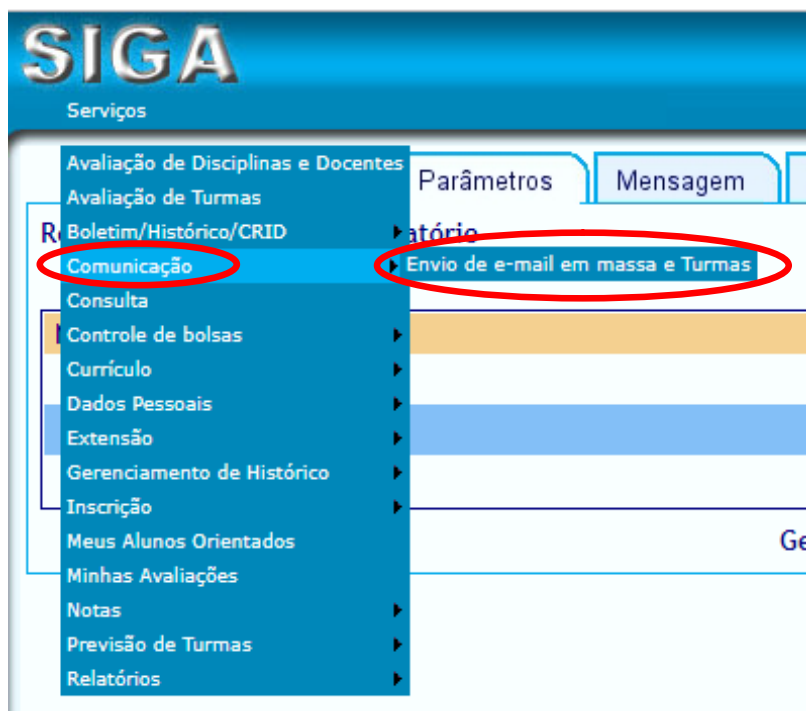 SIGA
Serviços
Parâmetros Mensagem
Avaliação de Disciplinas e Docentes
Avaliação de Turmas
Boletim/Histórico/CRID
Comunicação
Envio de e-mail em massa e Turmas
Consulta
Controle de bolsas
Currículo
Dados Pessoais
Extensão
Gerenciamento de Histórico
Inscrição
Meus Alunos Orientados
Minhas Avaliações
Notas
Previsão de Turmas
Relatórios